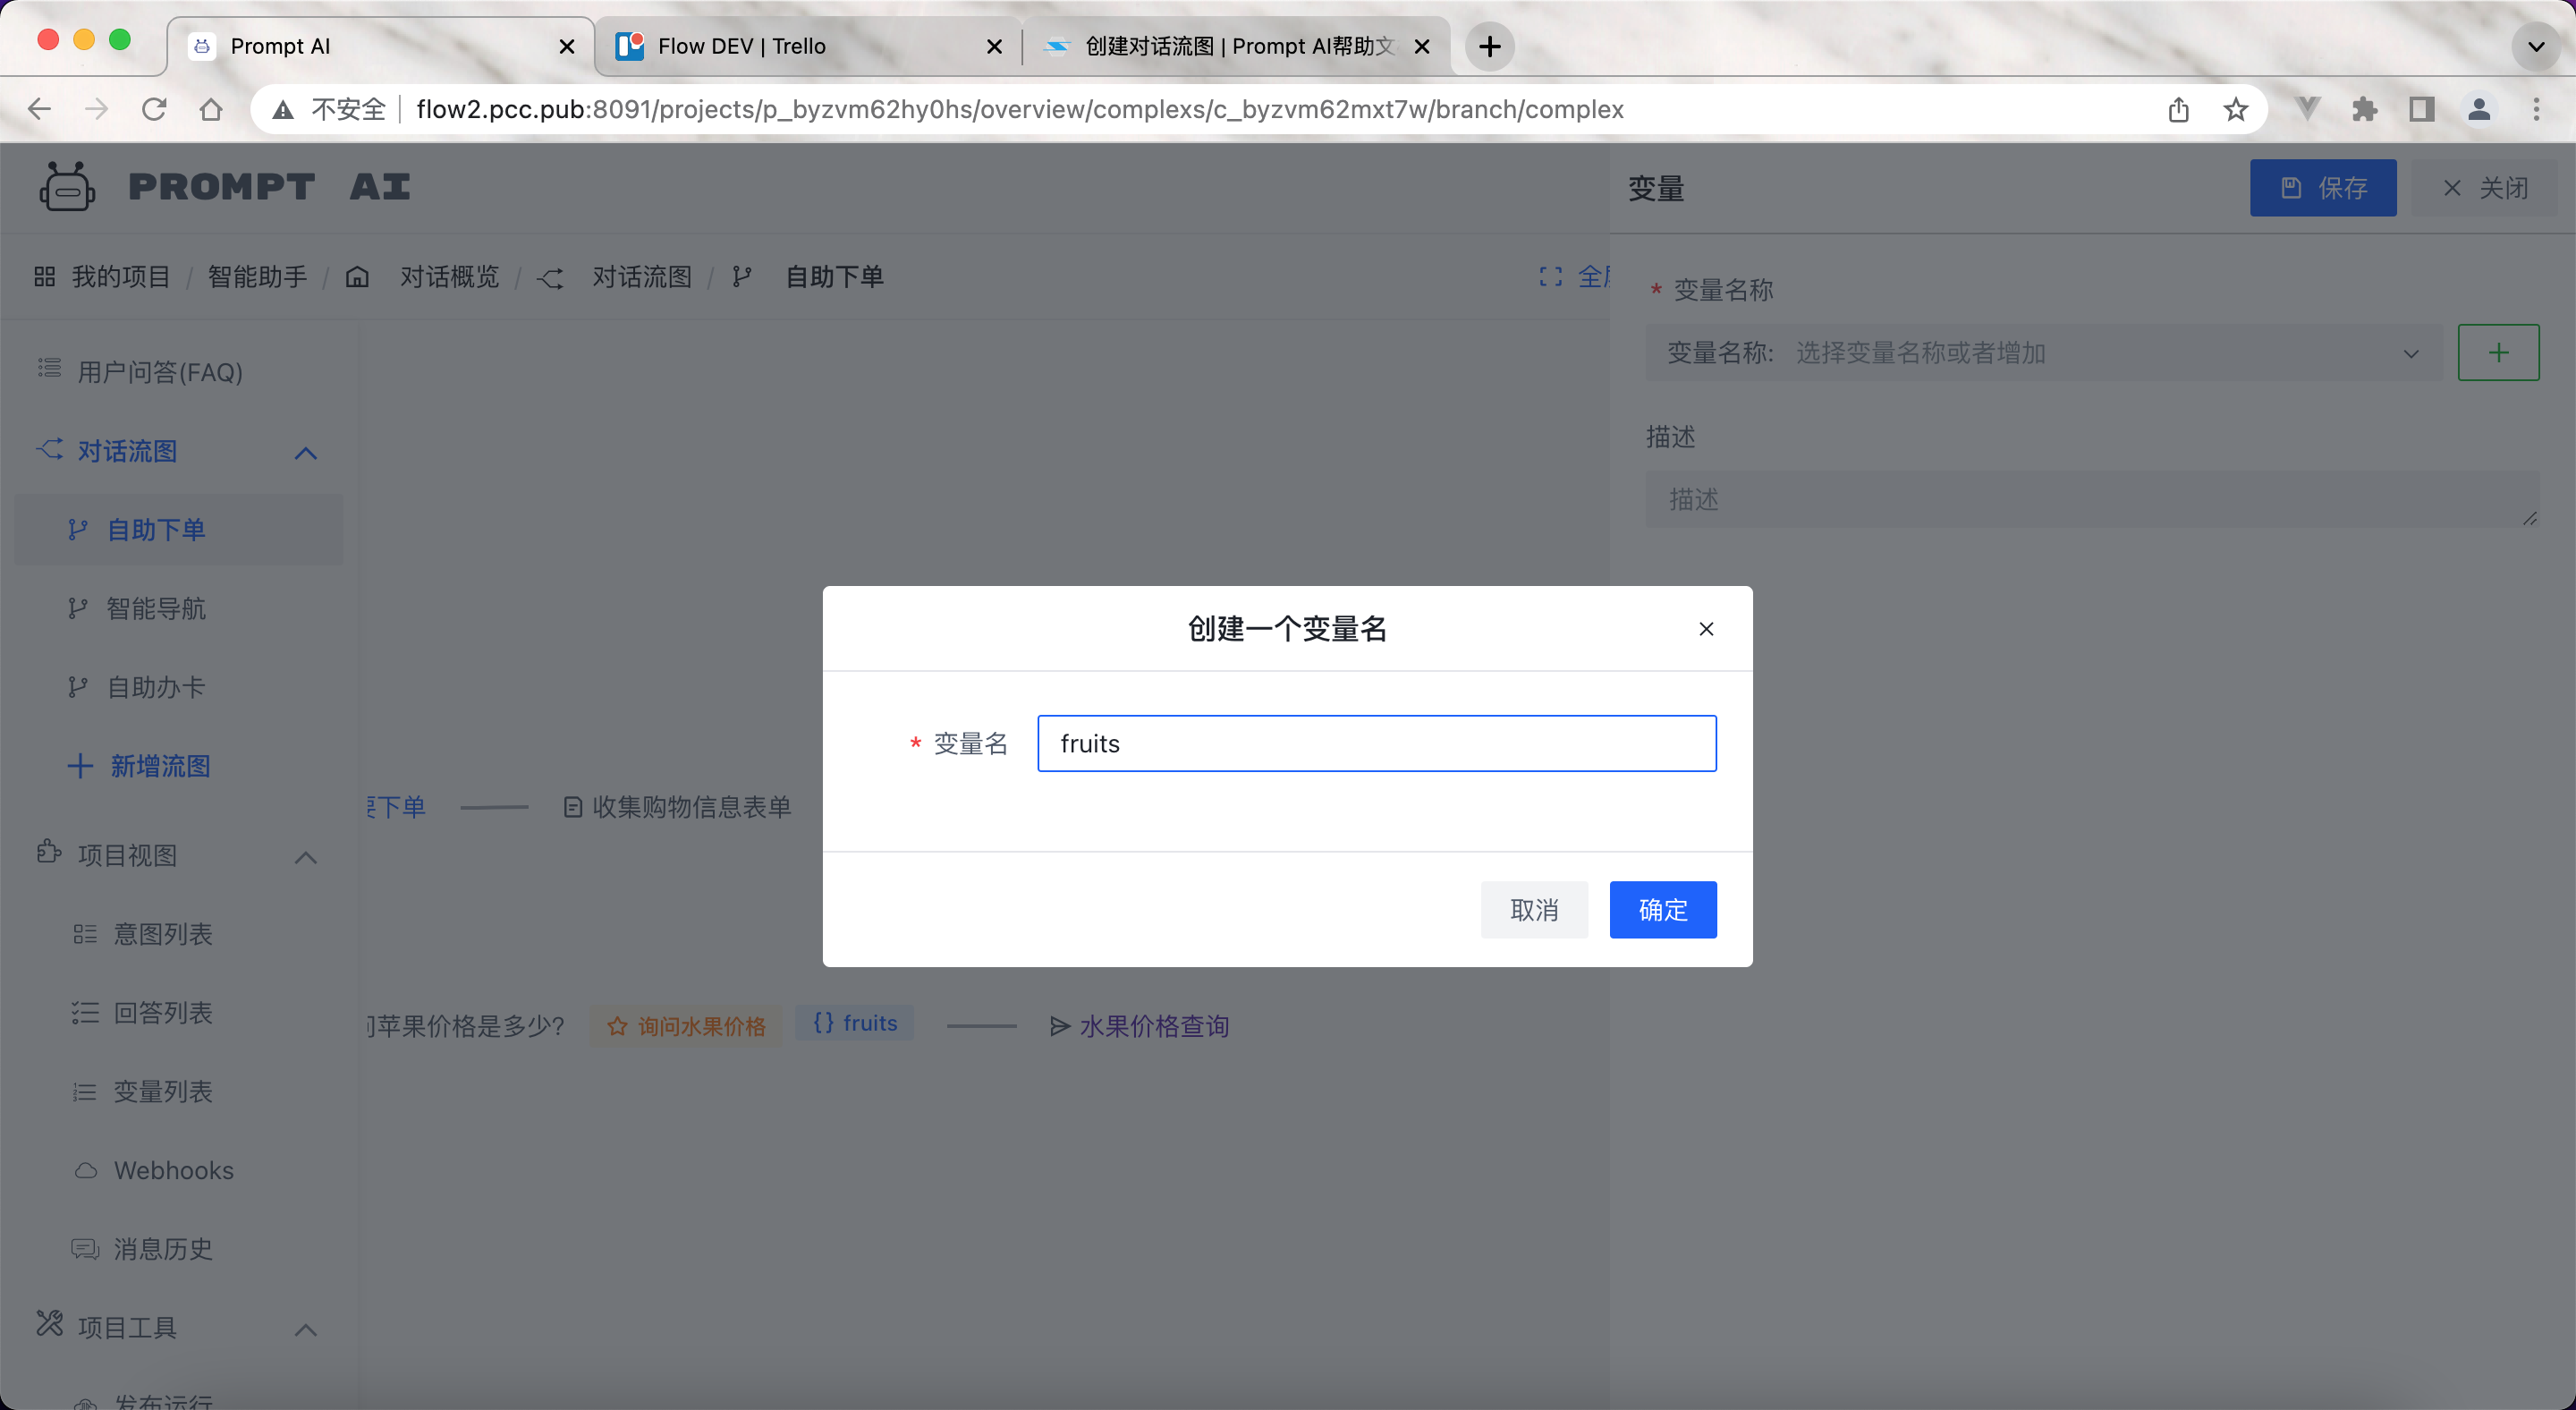 Prompt AI
Flow DEV | Trello
创建对话流图 | Prompt AI帮助文
不安全
flow2.pcc.pub:8091/projects/p_byzvm62hy0hs/overview/complexs/c_byzvm62mxt7w/branch/complex
PROMPT AI
变量
保存
关闭
我的项目 / 智能助手 / 对话概览 / 对话流图 / 自助下单
全
* 变量名称
变量名称: 选择变量名称或者增加
描述
描述
用户问答(FAQ)
对话流图
自助下单
智能导航
自助办卡
新增流图
项目视图
意图列表
回答列表
变量列表
Webhooks
消息历史
项目工具
发布运行
下单
收集购物信息表单
苹果价格是多少?
询问水果价格
{} fruits
水果价格查询
创建一个变量名
* 变量名
fruits
取消
确定